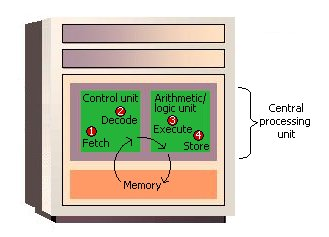 Control unit
2
Decode
1
Fetch
Arithmetic/
logic unit
3
Execute
4
Store
Memory
Central
processing
unit